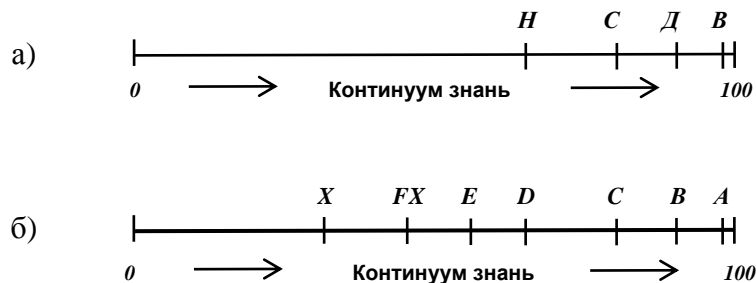 Н С Д В
а)
0 Континуум знань 100
X FX E D C B A
б)
0 Континуум знань 100